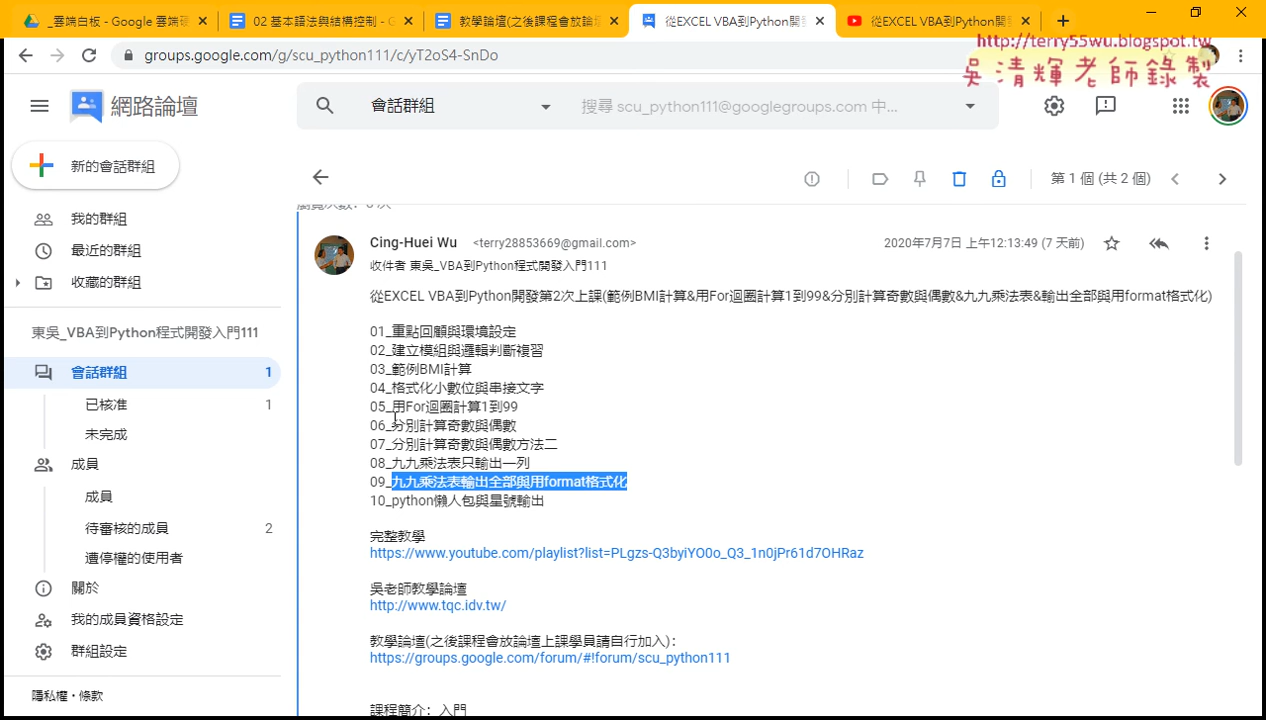 _雲端白板 - Google 雲端硬
02 基本語法與結構控制 - G
教學論壇(之後課程會放論壇
從EXCEL VBA到Python開發
從EXCEL VBA到Python開
groups.google.com/g/scu_python111/c/yT2oS4-SnDo
http://terry55wu.blogspot.tw
吳清輝老師錄製
網路論壇
會話群組
搜尋 scu_python111@googlegroups.com 中...
新的會話群組
第 1 個 (共 2 個)
我的群組
最近的群組
收藏的群組
東吳_VBA到Python程式開發入門111
會話群組 1
已核准 1
未完成
成員
成員
待審核的成員 2
遭停權的使用者
關於
我的成員資格設定
群組設定
隱私權・條款
Cing-Huei Wu <terry28853669@gmail.com>
2020年7月7日 上午12:13:49 (7 天前)
收件者 東吳_VBA到Python程式開發入門111
從EXCEL VBA到Python開發第2次上課(範例BMI計算&用For迴圈計算1到99&分別計算奇數與偶數&九九乘法表&輸出全部與用format格式化)
01_重點回顧與環境設定
02_建立模組與邏輯判斷複習
03_範例BMI計算
04_格式化小數位與串接文字
05_用For迴圈計算1到99
06_分別計算奇數與偶數
07_分別計算奇數與偶數方法二
08_九九乘法表只輸出一列
09_九九乘法表輸出全部與用format格式化
10_python懶人包與星號輸出
完整教學
https://www.youtube.com/playlist?list=PLgzs-Q3byiYO0o_Q3_1n0jPr61d7OHRaz
吳老師教學論壇
http://www.tqc.idv.tw/
教學論壇(之後課程會放論壇上課學員請自行加入):
https://groups.google.com/forum/#!forum/scu_python111
課程簡介：入門